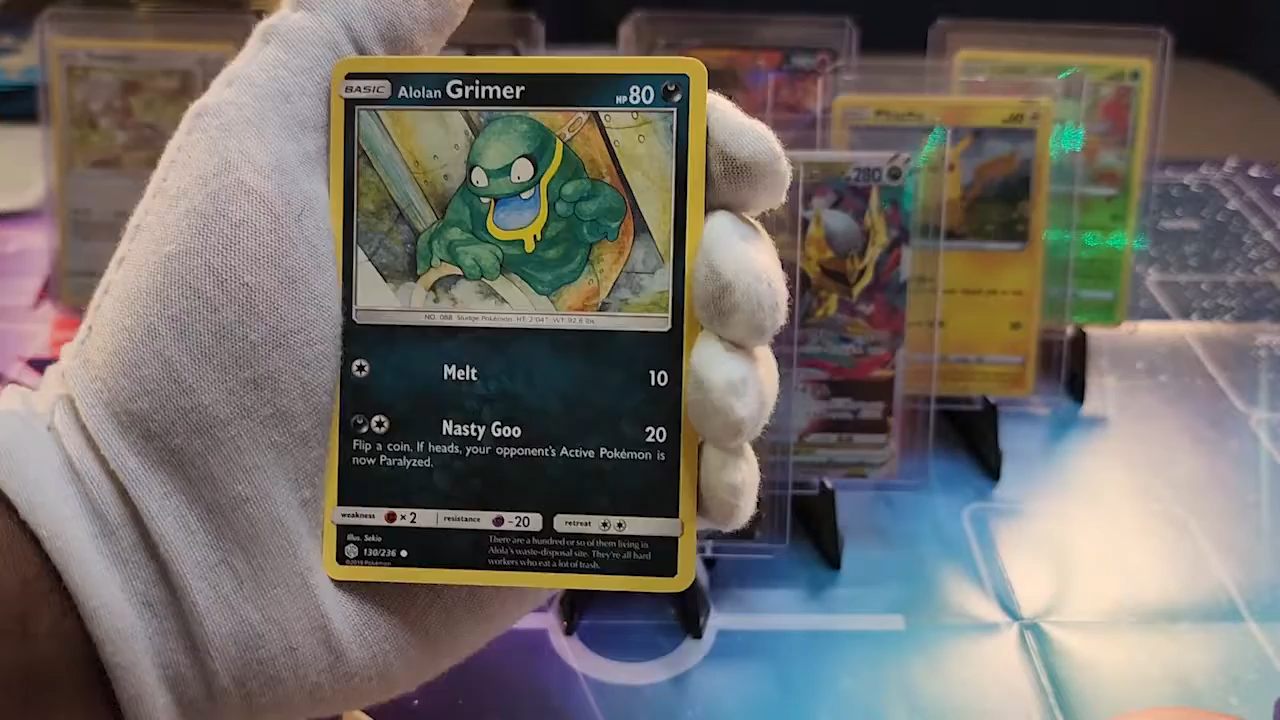 BASIC Alolan Grimer HP 80
NO. 088 Sludge Pokémon HT: 2'04" WT: 92.6 lbs.
Melt 10
Nasty Goo 20
Flip a coin. If heads, your opponent's Active Pokémon is
now Paralyzed.
weakness ×2 resistance -20 retreat
Illus. Sekio
130/236
©2019 Pokémon
There are a hundred or so of them living in
Alola's waste-disposal site. They're all hard
workers who eat a lot of trash.
280
Pikachu